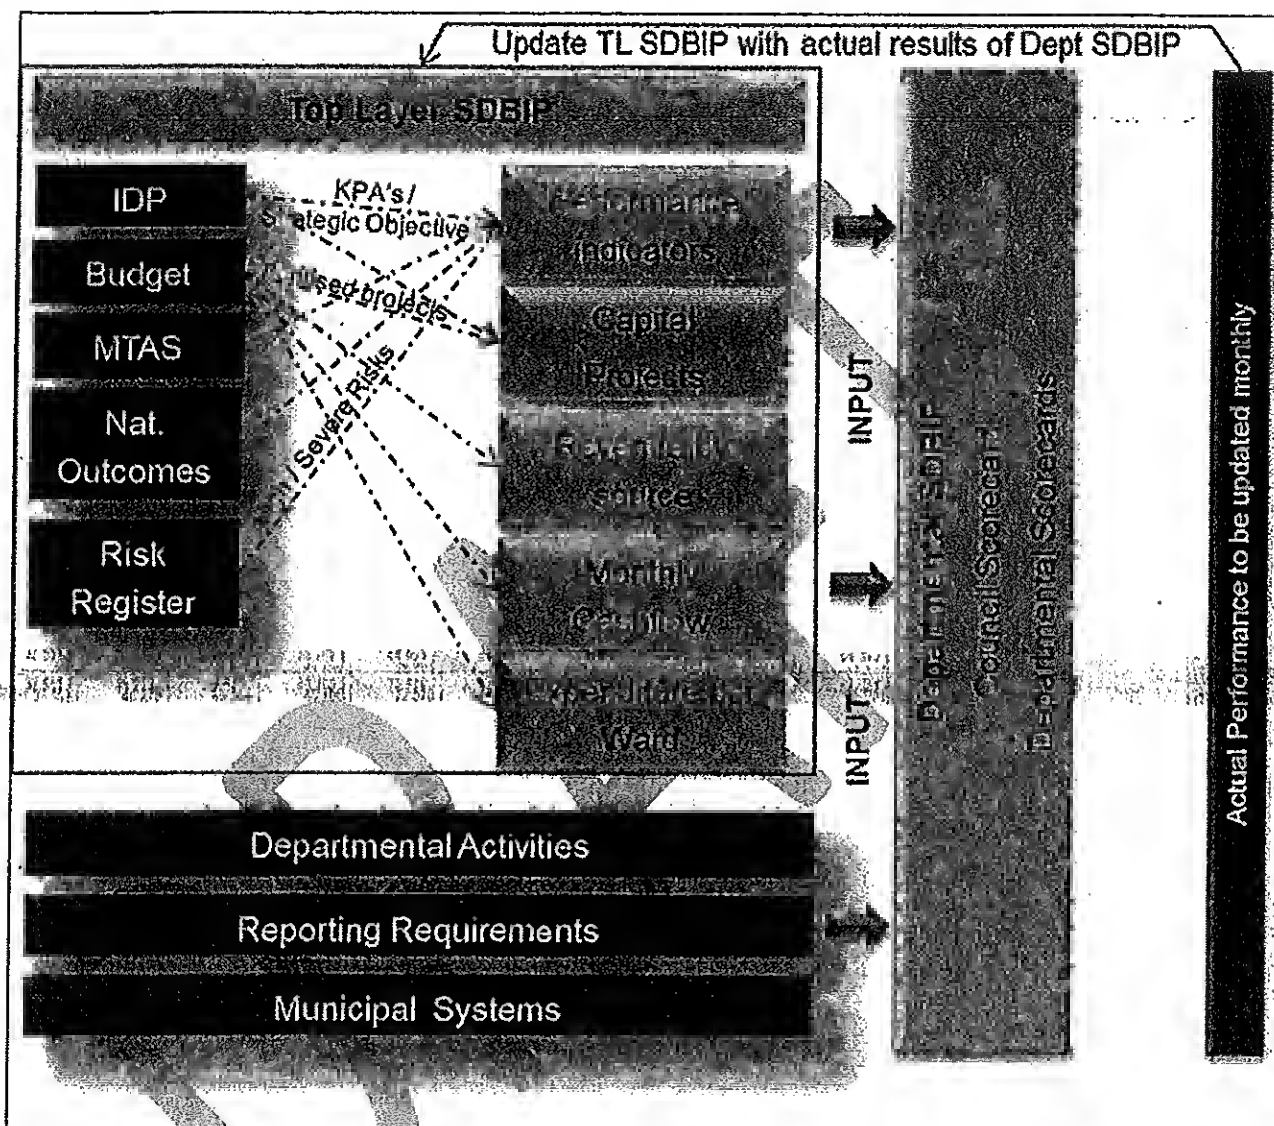 Update TL SDBIP with actual results of Dept SDBIP
Top Layer SDBIP
IDP
Budget
MTAS
Nat.
Outcomes
Risk
Register
KPA's /
Strategic Objective
projects
Severe Risks
Performance
Indicators
Capital
Projects
Revenue by
source
Monthly
Cashflow
Expenditure per
Ward
INPUT
INPUT
Departmental SDBIP
Council Scorecard
Departmental Scorecards
Actual Performance to be updated monthly
Departmental Activities
Reporting Requirements
Municipal Systems